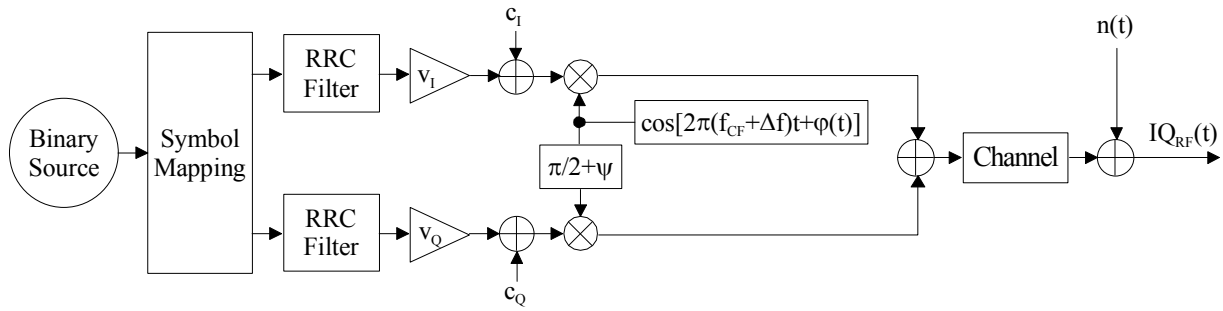 c_I
n(t)
RRC
Filter
v_I
Binary
Source
Symbol
Mapping
cos[2π(f_CF+Δf)t+φ(t)]
π/2+ψ
Channel
IQ_RF(t)
RRC
Filter
v_Q
c_Q